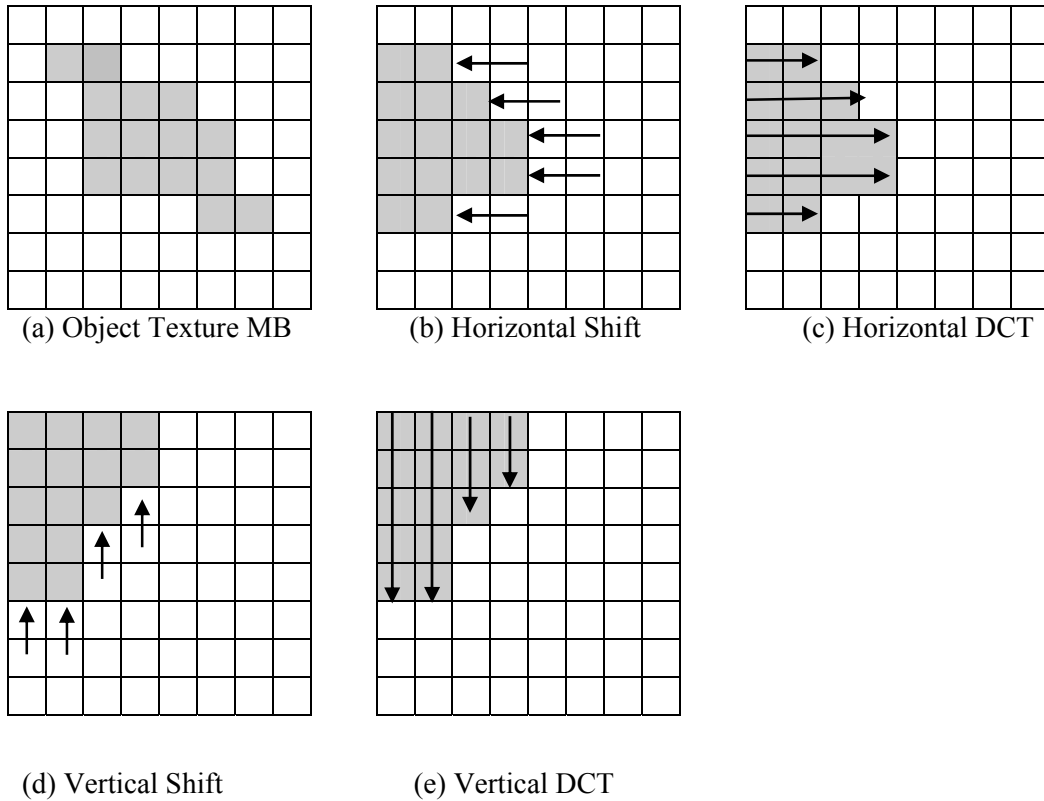 (a) Object Texture MB
(b) Horizontal Shift
(c) Horizontal DCT
(d) Vertical Shift
(e) Vertical DCT